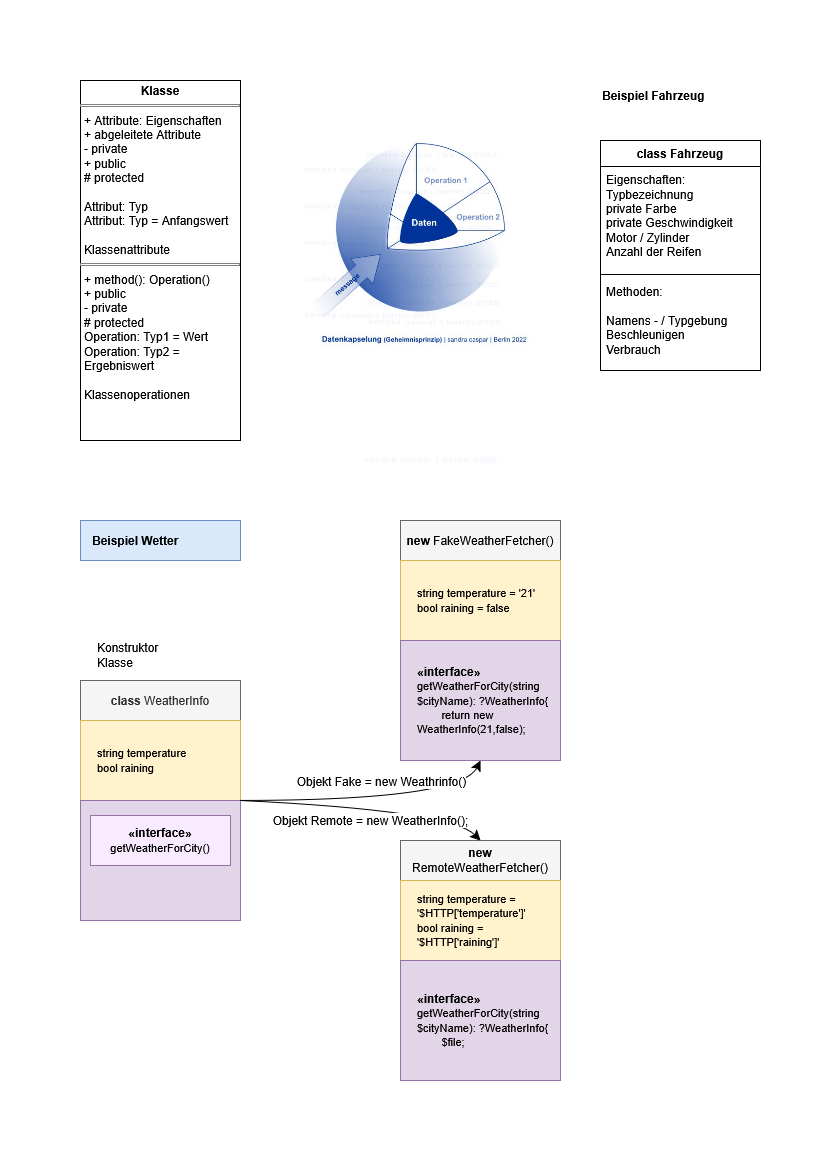 Klasse
+ Attribute: Eigenschaften
+ abgeleitete Attribute
- private
+ public
# protected
Attribut: Typ
Attribut: Typ = Anfangswert
Klassenattribute
+ method(): Operation()
+ public
- private
# protected
Operation: Typ1 = Wert
Operation: Typ2 =
Ergebniswert
Klassenoperationen
Operation 1
Operation 2
Daten
message
Datenkapselung (Geheimnisprinzip) | sandra caspar | Berlin 2022
sandra caspar | berlin 2022
Beispiel Fahrzeug
class Fahrzeug
Eigenschaften:
Typbezeichnung
private Farbe
private Geschwindigkeit
Motor / Zylinder
Anzahl der Reifen
Methoden:
Namens - / Typgebung
Beschleunigen
Verbrauch
Beispiel Wetter
Konstruktor
Klasse
class WeatherInfo
string temperature
bool raining
«interface»
getWeatherForCity()
Objekt Fake = new Weathrinfo()
Objekt Remote = new WeatherInfo();
new FakeWeatherFetcher()
string temperature = '21'
bool raining = false
«interface»
getWeatherForCity(string
$cityName): ?WeatherInfo{
return new
WeatherInfo(21,false);
new
RemoteWeatherFetcher()
string temperature =
'$HTTP['temperature']'
bool raining =
'$HTTP['raining']'
«interface»
getWeatherForCity(string
$cityName): ?WeatherInfo{
$file;